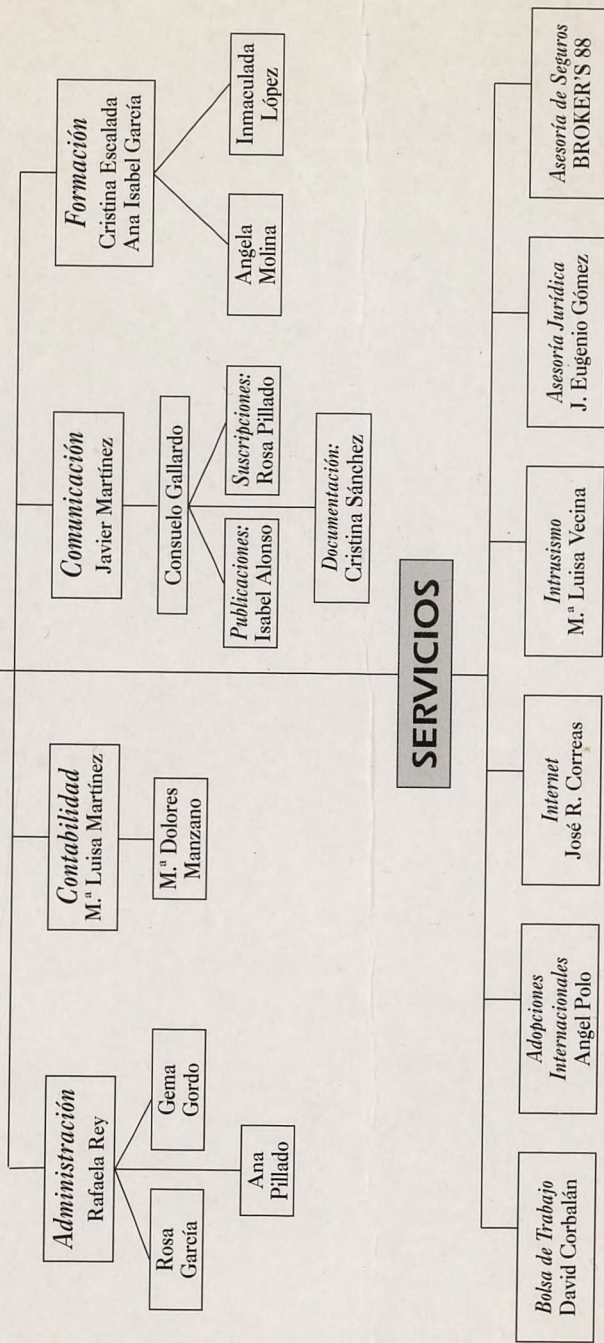 Administración
Rafaela Rey
Rosa
García
Gema
Gordo
Ana
Pillado
Contabilidad
M.ª Luisa Martínez
M.ª Dolores
Manzano
Comunicación
Javier Martínez
Consuelo Gallardo
Publicaciones:
Isabel Alonso
Suscripciones:
Rosa Pillado
Documentación:
Cristina Sánchez
Formación
Cristina Escalada
Ana Isabel García
Angela
Molina
Inmaculada
López
SERVICIOS
Bolsa de Trabajo
David Corbalán
Adopciones
Internacionales
Angel Polo
Internet
José R. Correas
Intrusismo
M.ª Luisa Vecina
Asesoría Jurídica
J. Eugenio Gómez
Asesoría de Seguros
BROKER'S 88